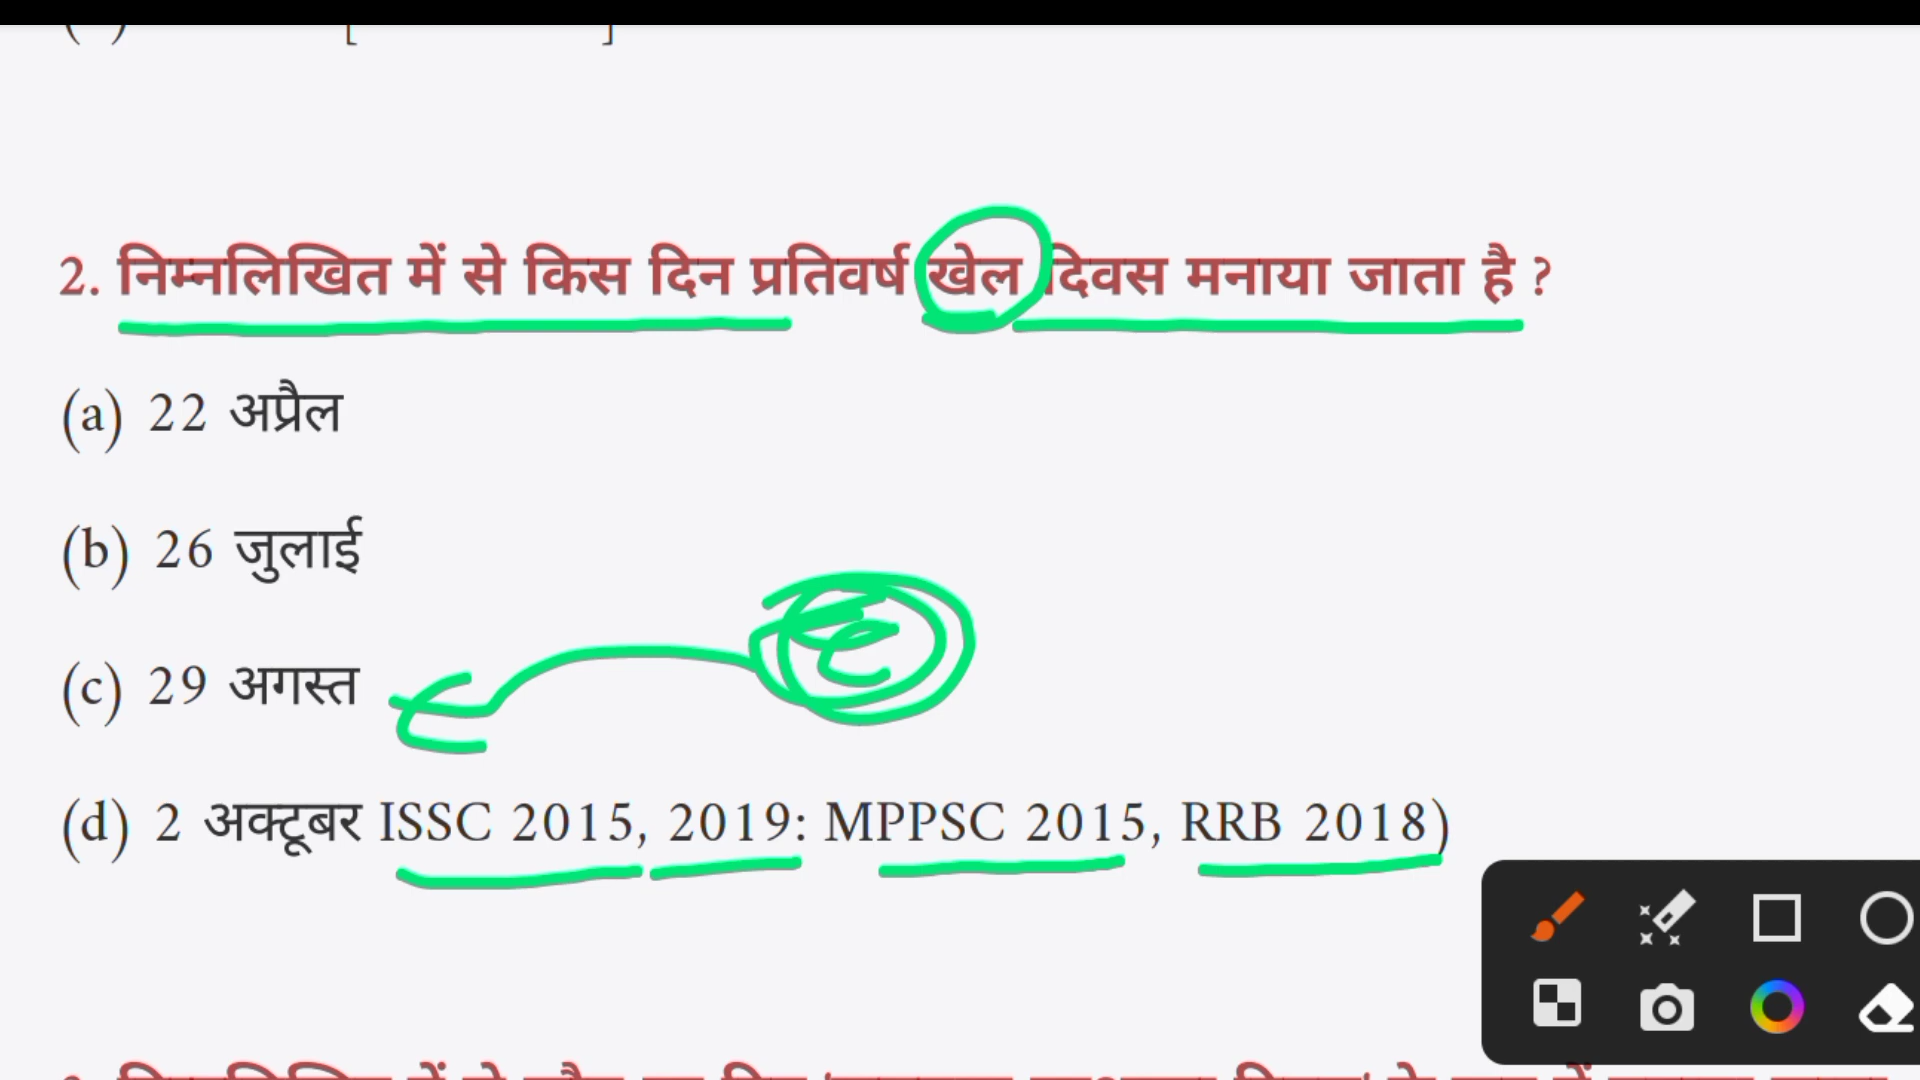 2. निम्नलिखित में से किस दिन प्रतिवर्ष खेल दिवस मनाया जाता है ?
(a) 22 अप्रैल
(b) 26 जुलाई
(c) 29 अगस्त
(d) 2 अक्टूबर ISSC 2015, 2019: MPPSC 2015, RRB 2018)